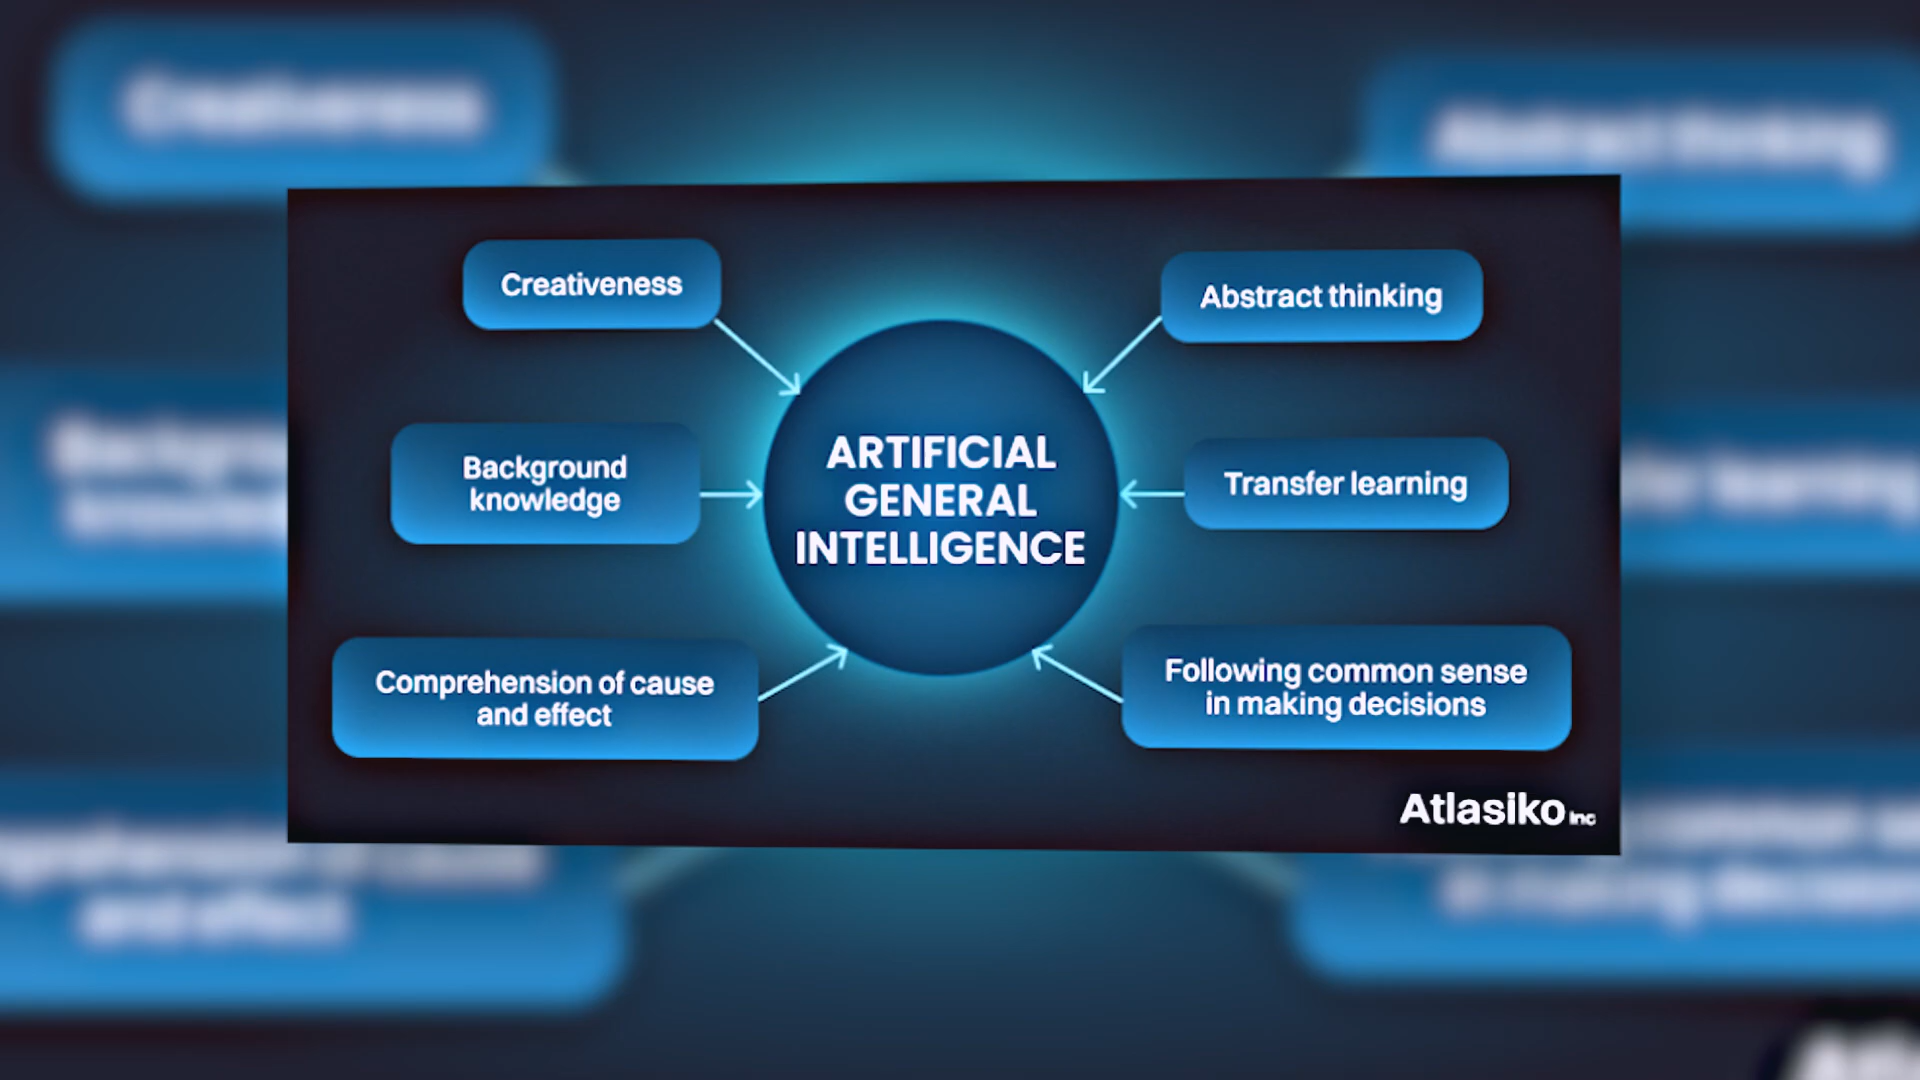 Creativeness
Abstract thinking
Background
knowledge
ARTIFICIAL
GENERAL
INTELLIGENCE
Transfer learning
Comprehension of cause
and effect
Following common sense
in making decisions
Atlasiko Inc